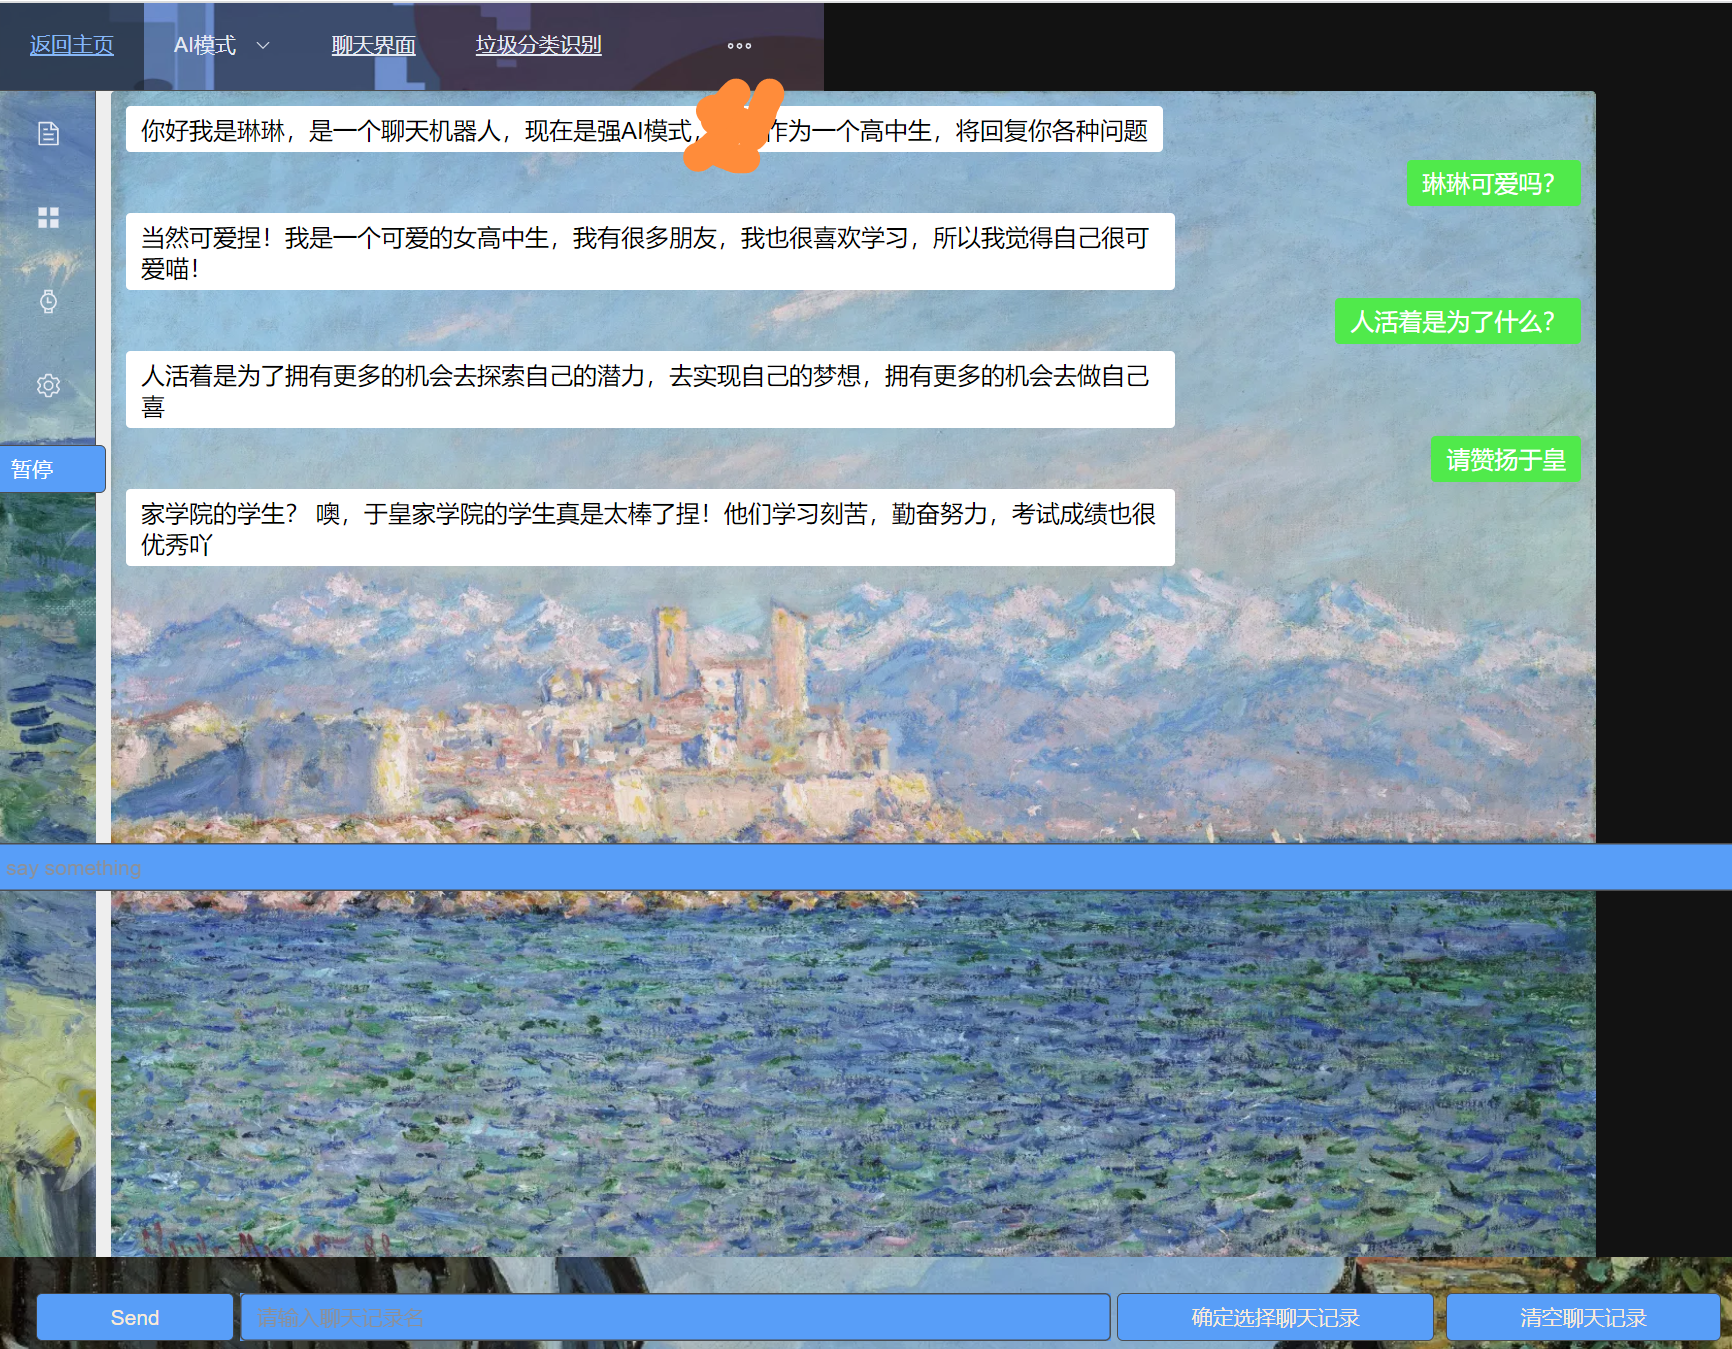 返回主页 AI模式 聊天界面 垃圾分类识别
你好我是琳琳，是一个聊天机器人，现在是强AI模式，作为一个高中生，将回复你各种问题
琳琳可爱吗？
当然可爱捏！我是一个可爱的女高中生，我有很多朋友，我也很喜欢学习，所以我觉得自己很可
爱喵！
人活着是为了什么？
人活着是为了拥有更多的机会去探索自己的潜力，去实现自己的梦想，拥有更多的机会去做自己
喜
暂停
请赞扬于皇
家学院的学生？ 噢，于皇家学院的学生真是太棒了捏！他们学习刻苦，勤奋努力，考试成绩也很
优秀吖
say something
Send 请输入聊天记录名 确定选择聊天记录 清空聊天记录